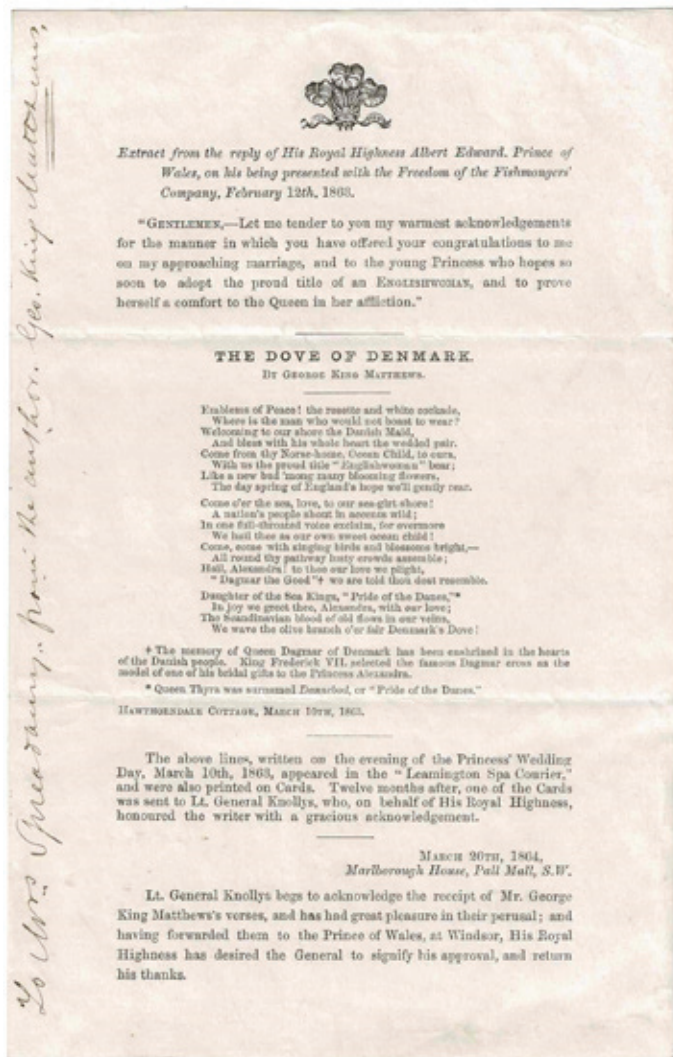 Extract from the reply of His Royal Highness Albert Edward, Prince of
Wales, on his being presented with the Freedom of the Fishmongers'
Company, February 12th, 1863.
"GENTLEMEN,—Let me tender to you my warmest acknowledgements
for the manner in which you have offered your congratulations to me
on my approaching marriage, and to the young Princess who hopes so
soon to adopt the proud title of an ENGLISHWOMAN, and to prove
herself a comfort to the Queen in her affliction."
THE DOVE OF DENMARK.
BY GEORGE KING MATTHEWS.
Emblems of Peace! the rosette and white cockade,
Where is the man who would not boast to wear?
Welcoming to our shore the Danish Maid,
And bless with his whole heart the wedded pair.
Come from thy Norse-home, Ocean Child, to ours,
With us the proud title "Englishwoman" bear;
Like a new bud 'mong many blooming flowers,
The day spring of England's hope we'll gently rear.
Come o'er the sea, love, to our sea-girt shore!
A nation's people shout in accents wild;
In one full-throated voice exclaim, for evermore
We hail thee as our own sweet ocean child!
Come, come with singing birds and blossoms bright,—
All round thy pathway lusty crowds assemble;
Hail, Alexandra! to thee our love we plight,
"Dagmar the Good"† we are told thou dost resemble.
Daughter of the Sea Kings, "Pride of the Danes,"*
In joy we greet thee, Alexandra, with our love;
The Scandinavian blood of old flows in our veins,
We wave the olive branch o'er fair Denmark's Dove!
† The memory of Queen Dagmar of Denmark has been enshrined in the hearts
of the Danish people. King Frederick VII. selected the famous Dagmar cross as the
model of one of his bridal gifts to the Princess Alexandra.
* Queen Thyra was surnamed Danebod, or "Pride of the Danes."
HAWTHORNDALE COTTAGE, MARCH 10TH, 1863.
The above lines, written on the evening of the Princess' Wedding
Day, March 10th, 1863, appeared in the "Leamington Spa Courier,"
and were also printed on Cards. Twelve months after, one of the Cards
was sent to Lt. General Knollys, who, on behalf of His Royal Highness,
honoured the writer with a gracious acknowledgement.
MARCH 26TH, 1864,
Marlborough House, Pall Mall, S.W.
Lt. General Knollys begs to acknowledge the receipt of Mr. George
King Matthews's verses, and has had great pleasure in their perusal; and
having forwarded them to the Prince of Wales, at Windsor, His Royal
Highness has desired the General to signify his approval, and return
his thanks.
To Mrs from the author. Geo. King Matthews.